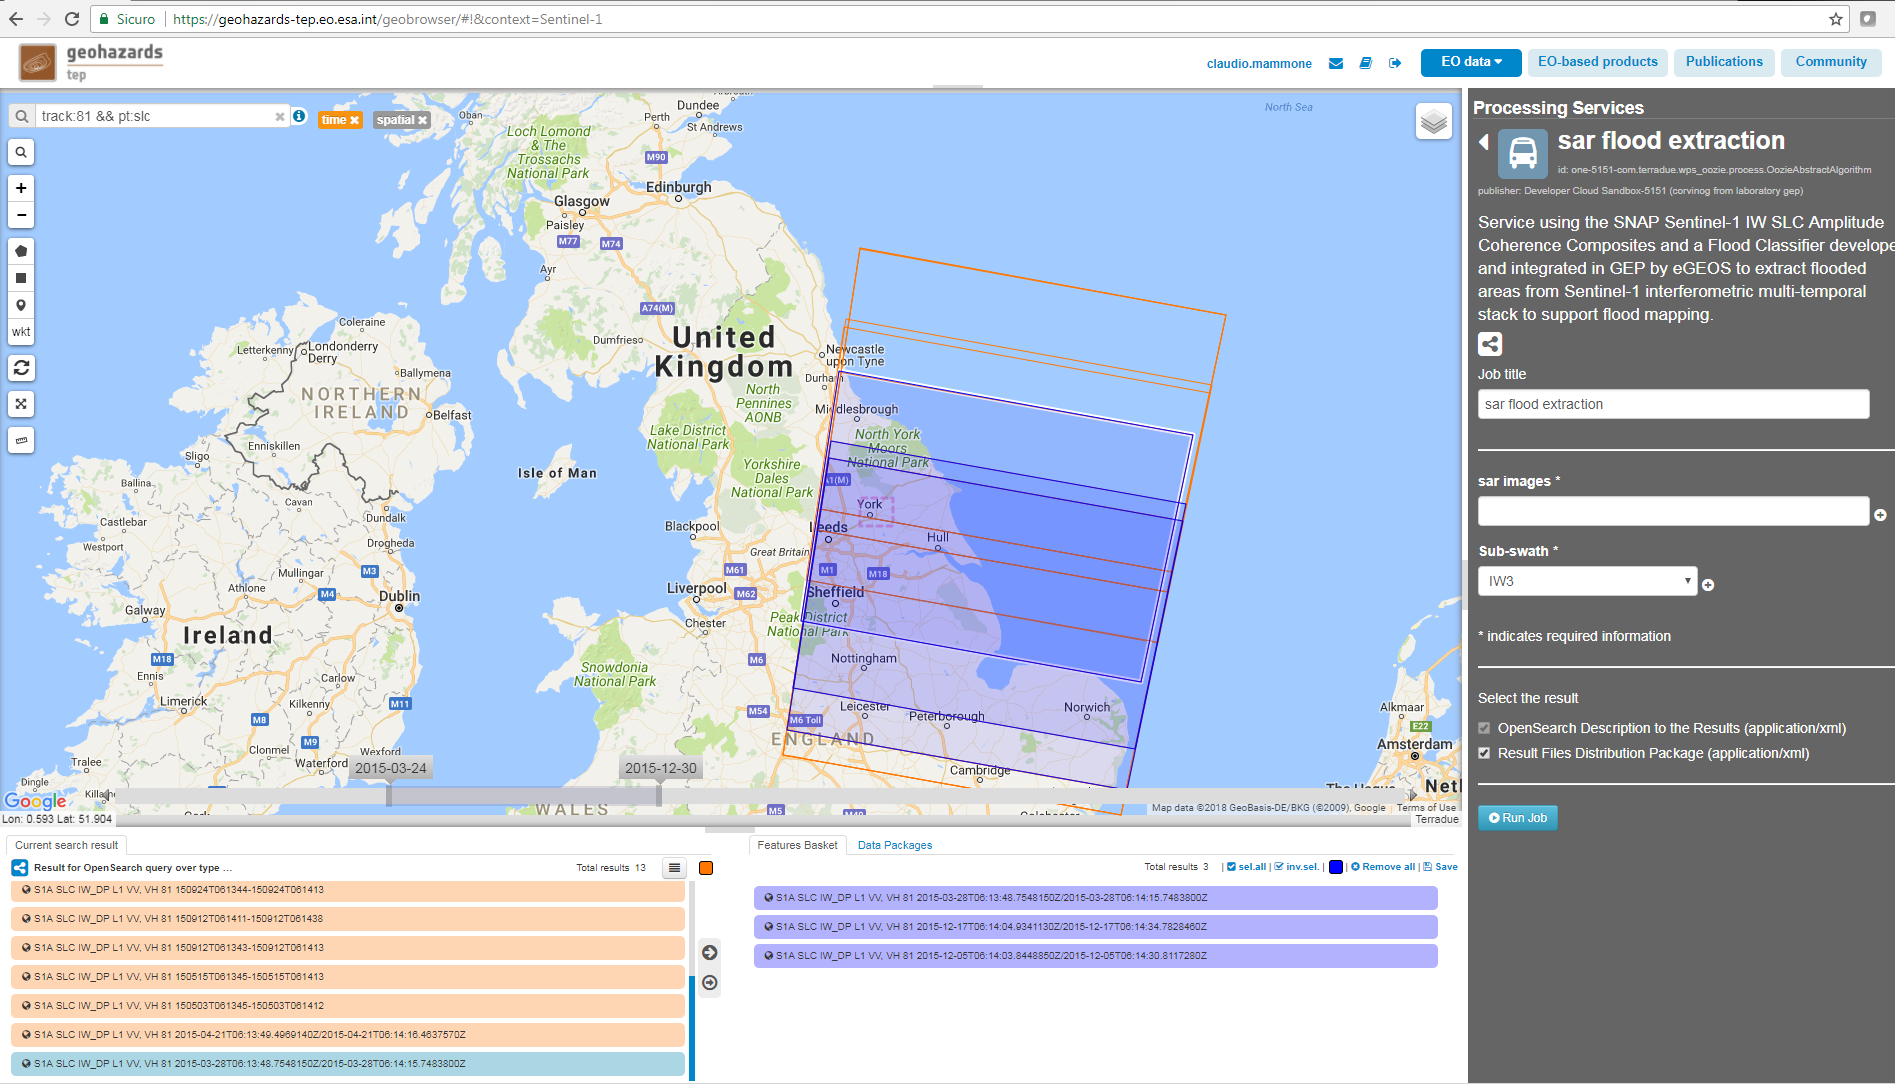 Sicuro
https://geohazards-tep.eo.esa.int/geobrowser/#!&context=Sentinel-1
geohazards
tep
claudio.mammone
EO data
EO-based products
Publications
Community
track:81 && pt:slc
time
spatial
wkt
North Sea
Dundee
Oban
Perth
St Andrews
Loch Lomond
& The
Trossachs
National Park
M90
Edinburgh
Glasgow
Paisley
M77
M74
Ayr
A74(M)
United
Kingdom
Coleraine
Londonderry
Derry
Letterkenny
Dumfries
Newcastle
upon Tyne
Ballymena
Durham
NORTHERN
IRELAND
Belfast
North
Pennines
AONB
Middlesbrough
Lake District
National Park
North York
Moors
National Park
Enniskillen
Sligo
Isle of Man
Yorkshire
Dales
National Park
A1(M)
Ballina
Cavan
Castlebar
Dundalk
York
Blackpool
Leeds
Westport
Drogheda
Great Britain
Hull
Mullingar
M3
M61
M1
M18
Athlone
M4
Dublin
Liverpool
M62
Sheffield
Galway
Chester
Peak District
National Park
Ireland
M18
Ennis
M6
Nottingham
Snowdonia
National Park
Carlow
Limerick
Kilkenny
M11
M54
M6 Toll
Leicester
Peterborough
Norwich
M8
Alkmaar
E22
Clonmel
M9
Wexford
ENGLAND
Amsterdam
Tralee
Waterford
Cambridge
2015-03-24
2015-12-30
Dingle
The Hague
WALES
M5
Google
Map data ©2018 GeoBasis-DE/BKG (©2009), Google
Terms of Use
Lon: 0.593 Lat: 51.904
Terradue
Processing Services
sar flood extraction
id: one-5151-com.terradue.wps_oozie.process.OozieAbstractAlgorithm
publisher: Developer Cloud Sandbox-5151 (corvinog from laboratory gep)
Service using the SNAP Sentinel-1 IW SLC Amplitude
Coherence Composites and a Flood Classifier develope
and integrated in GEP by eGEOS to extract flooded
areas from Sentinel-1 interferometric multi-temporal
stack to support flood mapping.
Job title
sar flood extraction
sar images *
Sub-swath *
IW3
* indicates required information
Select the result
OpenSearch Description to the Results (application/xml)
Result Files Distribution Package (application/xml)
Run Job
Current search result
Result for OpenSearch query over type ...
Total results 13
S1A SLC IW_DP L1 VV, VH 81 150924T061344-150924T061413
S1A SLC IW_DP L1 VV, VH 81 150912T061411-150912T061438
S1A SLC IW_DP L1 VV, VH 81 150912T061343-150912T061413
S1A SLC IW_DP L1 VV, VH 81 150515T061345-150515T061413
S1A SLC IW_DP L1 VV, VH 81 150503T061345-150503T061412
S1A SLC IW_DP L1 VV, VH 81 2015-04-21T06:13:49.4969140Z/2015-04-21T06:14:16.4637570Z
S1A SLC IW_DP L1 VV, VH 81 2015-03-28T06:13:48.7548150Z/2015-03-28T06:14:15.7483800Z
Features Basket
Data Packages
Total results 3 | sel.all | inv.sel. | | Remove all | Save
S1A SLC IW_DP L1 VV, VH 81 2015-03-28T06:13:48.7548150Z/2015-03-28T06:14:15.7483800Z
S1A SLC IW_DP L1 VV, VH 81 2015-12-17T06:14:04.9341130Z/2015-12-17T06:14:34.7828460Z
S1A SLC IW_DP L1 VV, VH 81 2015-12-05T06:14:03.8448850Z/2015-12-05T06:14:30.8117280Z